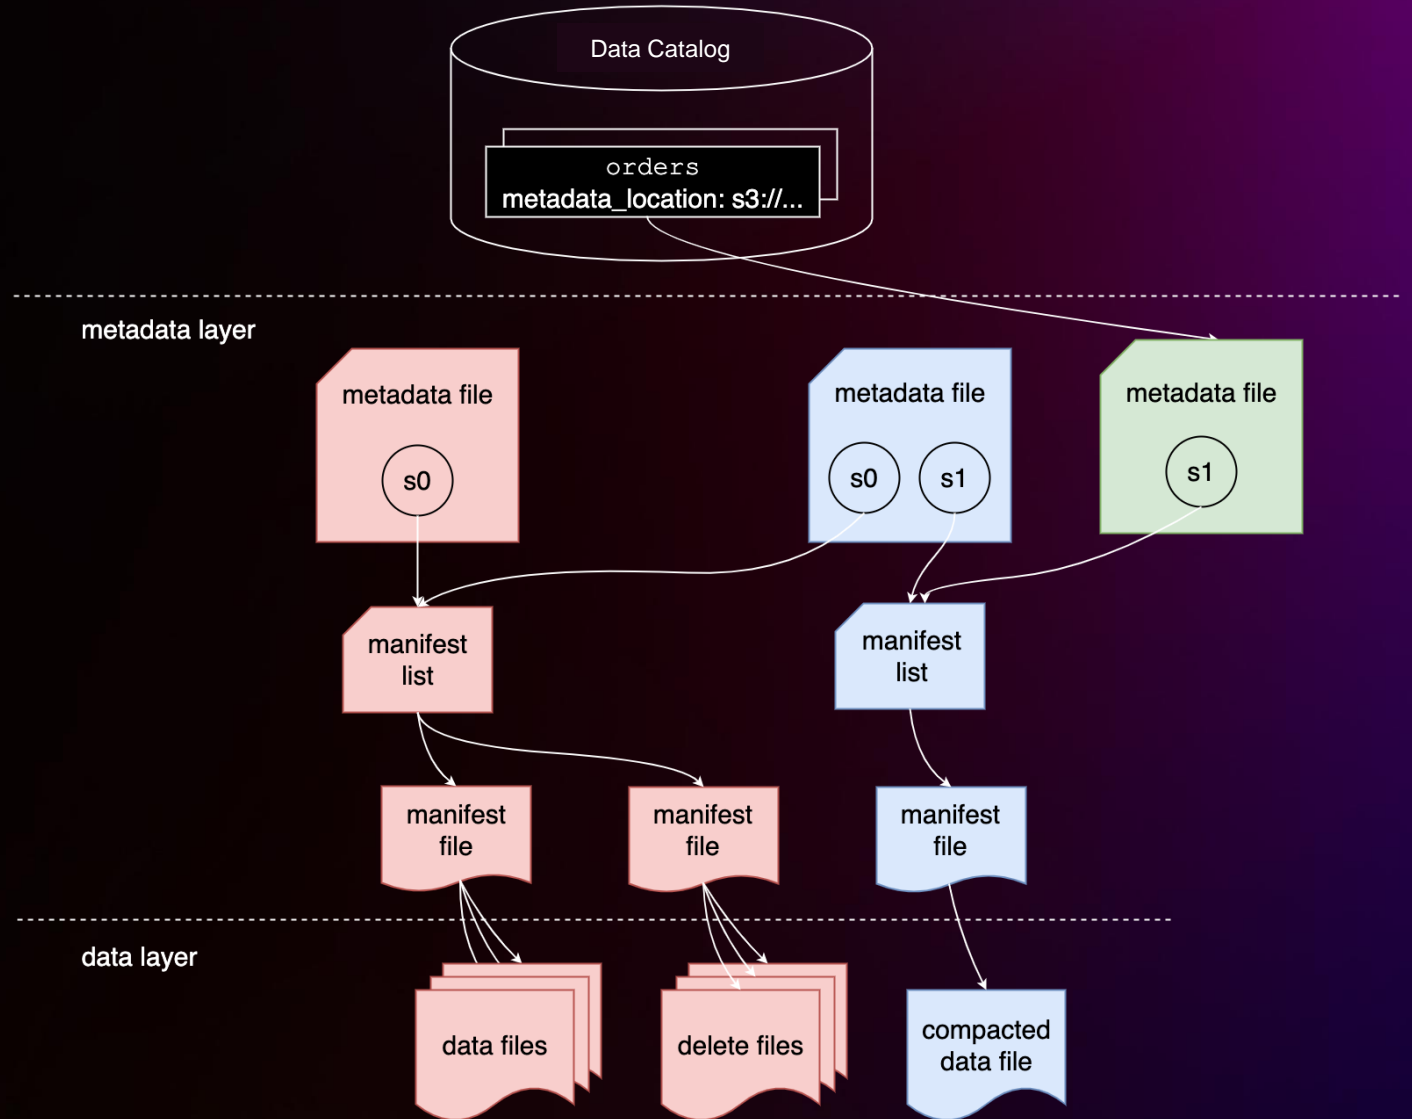 Data Catalog
orders
metadata_location: s3://...
metadata layer
metadata file
s0
metadata file
s0
s1
metadata file
s1
manifest
list
manifest
list
manifest
file
manifest
file
manifest
file
data layer
data files
delete files
compacted
data file